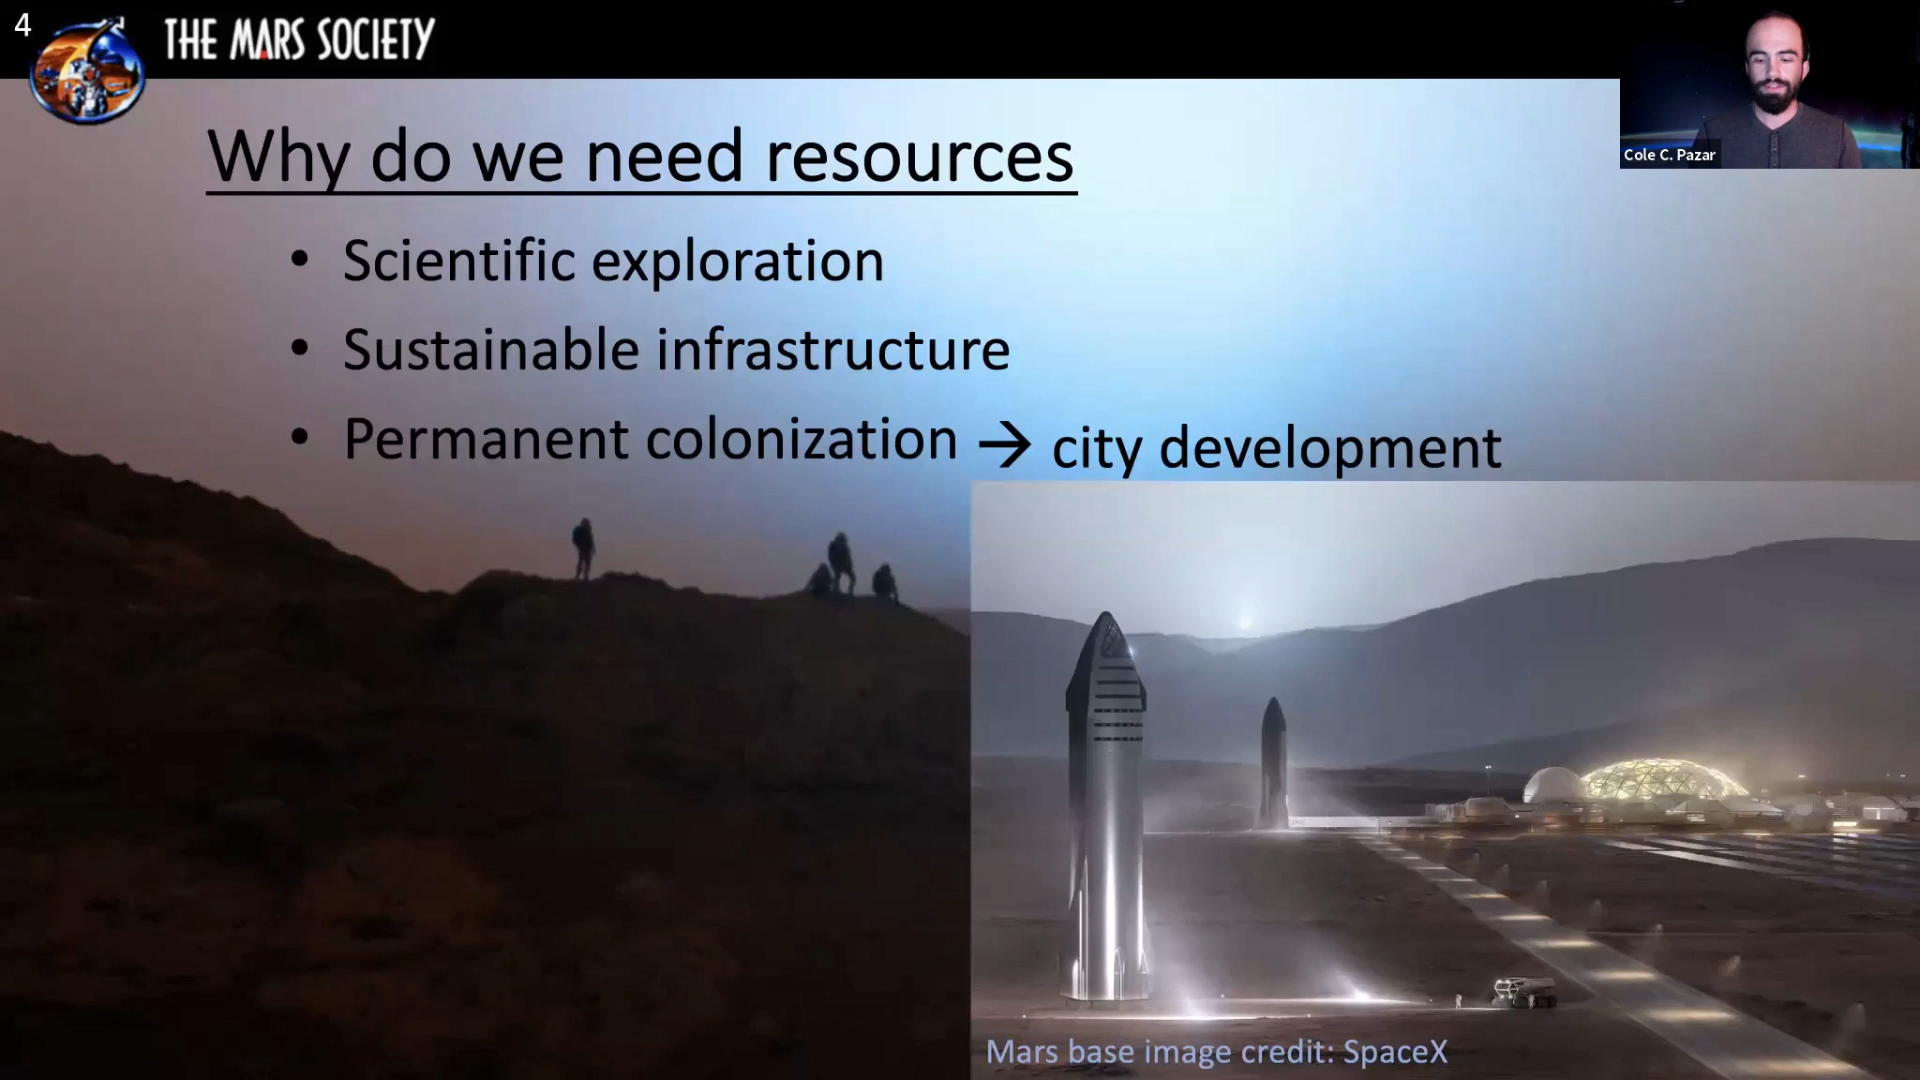 4
THE MARS SOCIETY
Cole C. Pazar
Why do we need resources
• Scientific exploration
• Sustainable infrastructure
• Permanent colonization → city development
Mars base image credit: SpaceX